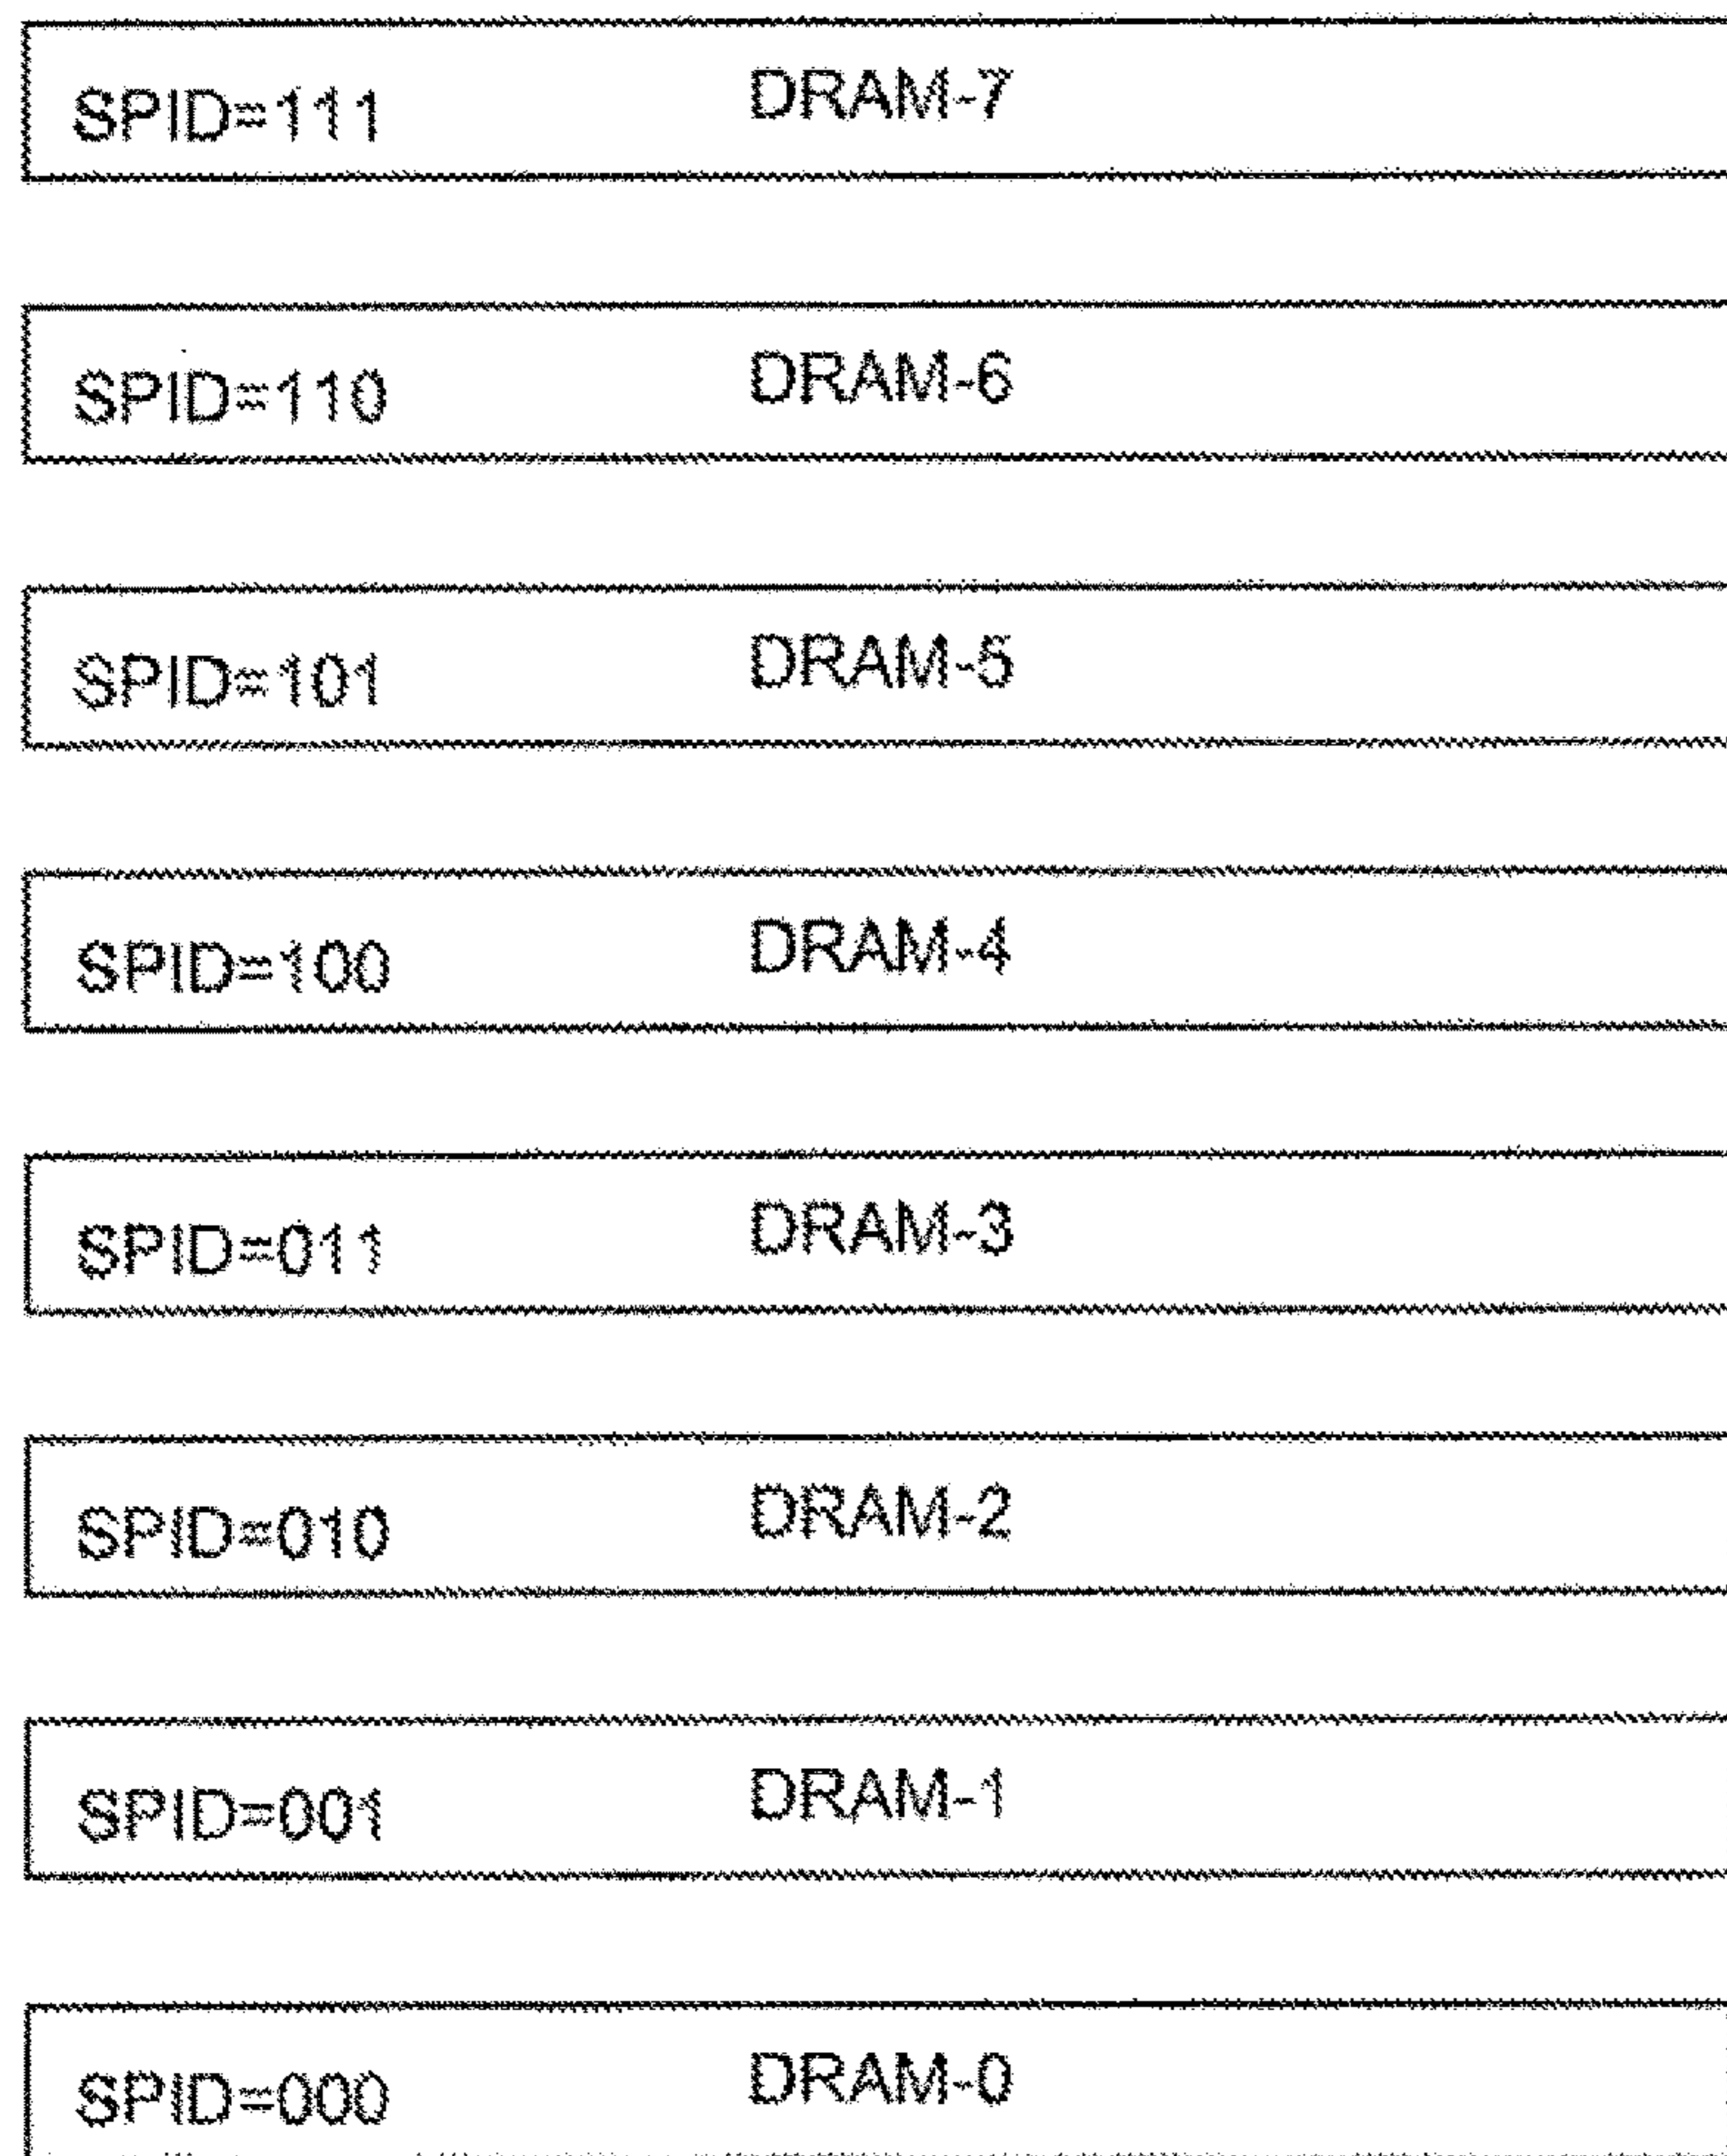 SPID=111 DRAM-7
SPID=110 DRAM-6
SPID=101 DRAM-5
SPID=100 DRAM-4
SPID=011 DRAM-3
SPID=010 DRAM-2
SPID=001 DRAM-1
SPID=000 DRAM-0